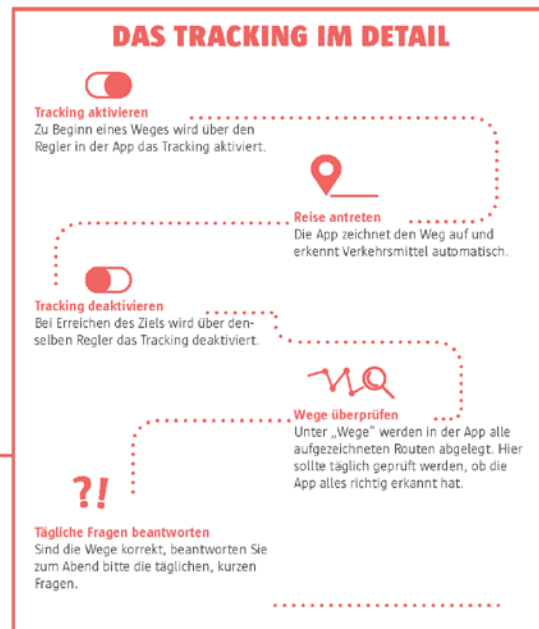 DAS TRACKING IM DETAIL
Tracking aktivieren
Zu Beginn eines Weges wird über den
Regler in der App das Tracking aktiviert.
Reise antreten
Die App zeichnet den Weg auf und
erkennt Verkehrsmittel automatisch.
Tracking deaktivieren
Bei Erreichen des Ziels wird über den-
selben Regler das Tracking deaktiviert.
Wege überprüfen
Unter „Wege“ werden in der App alle
aufgezeichneten Routen abgelegt. Hier
sollte täglich geprüft werden, ob die
App alles richtig erkannt hat.
?!
Tägliche Fragen beantworten
Sind die Wege korrekt, beantworten Sie
zum Abend bitte die täglichen, kurzen
Fragen.